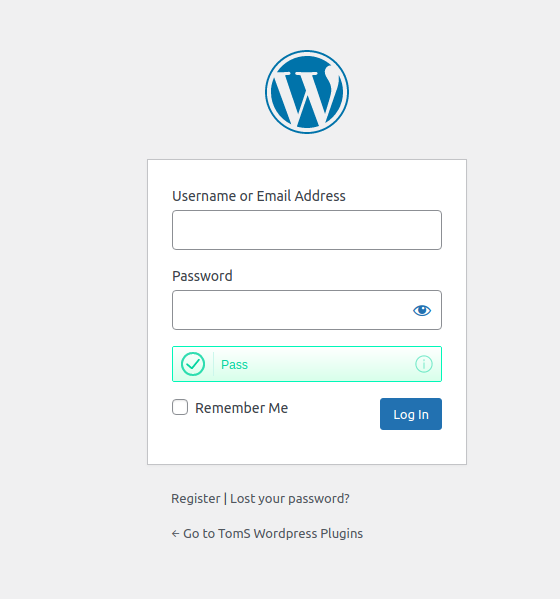 Username or Email Address
Password
Pass
Remember Me
Log In
Register | Lost your password?
← Go to TomS Wordpress Plugins